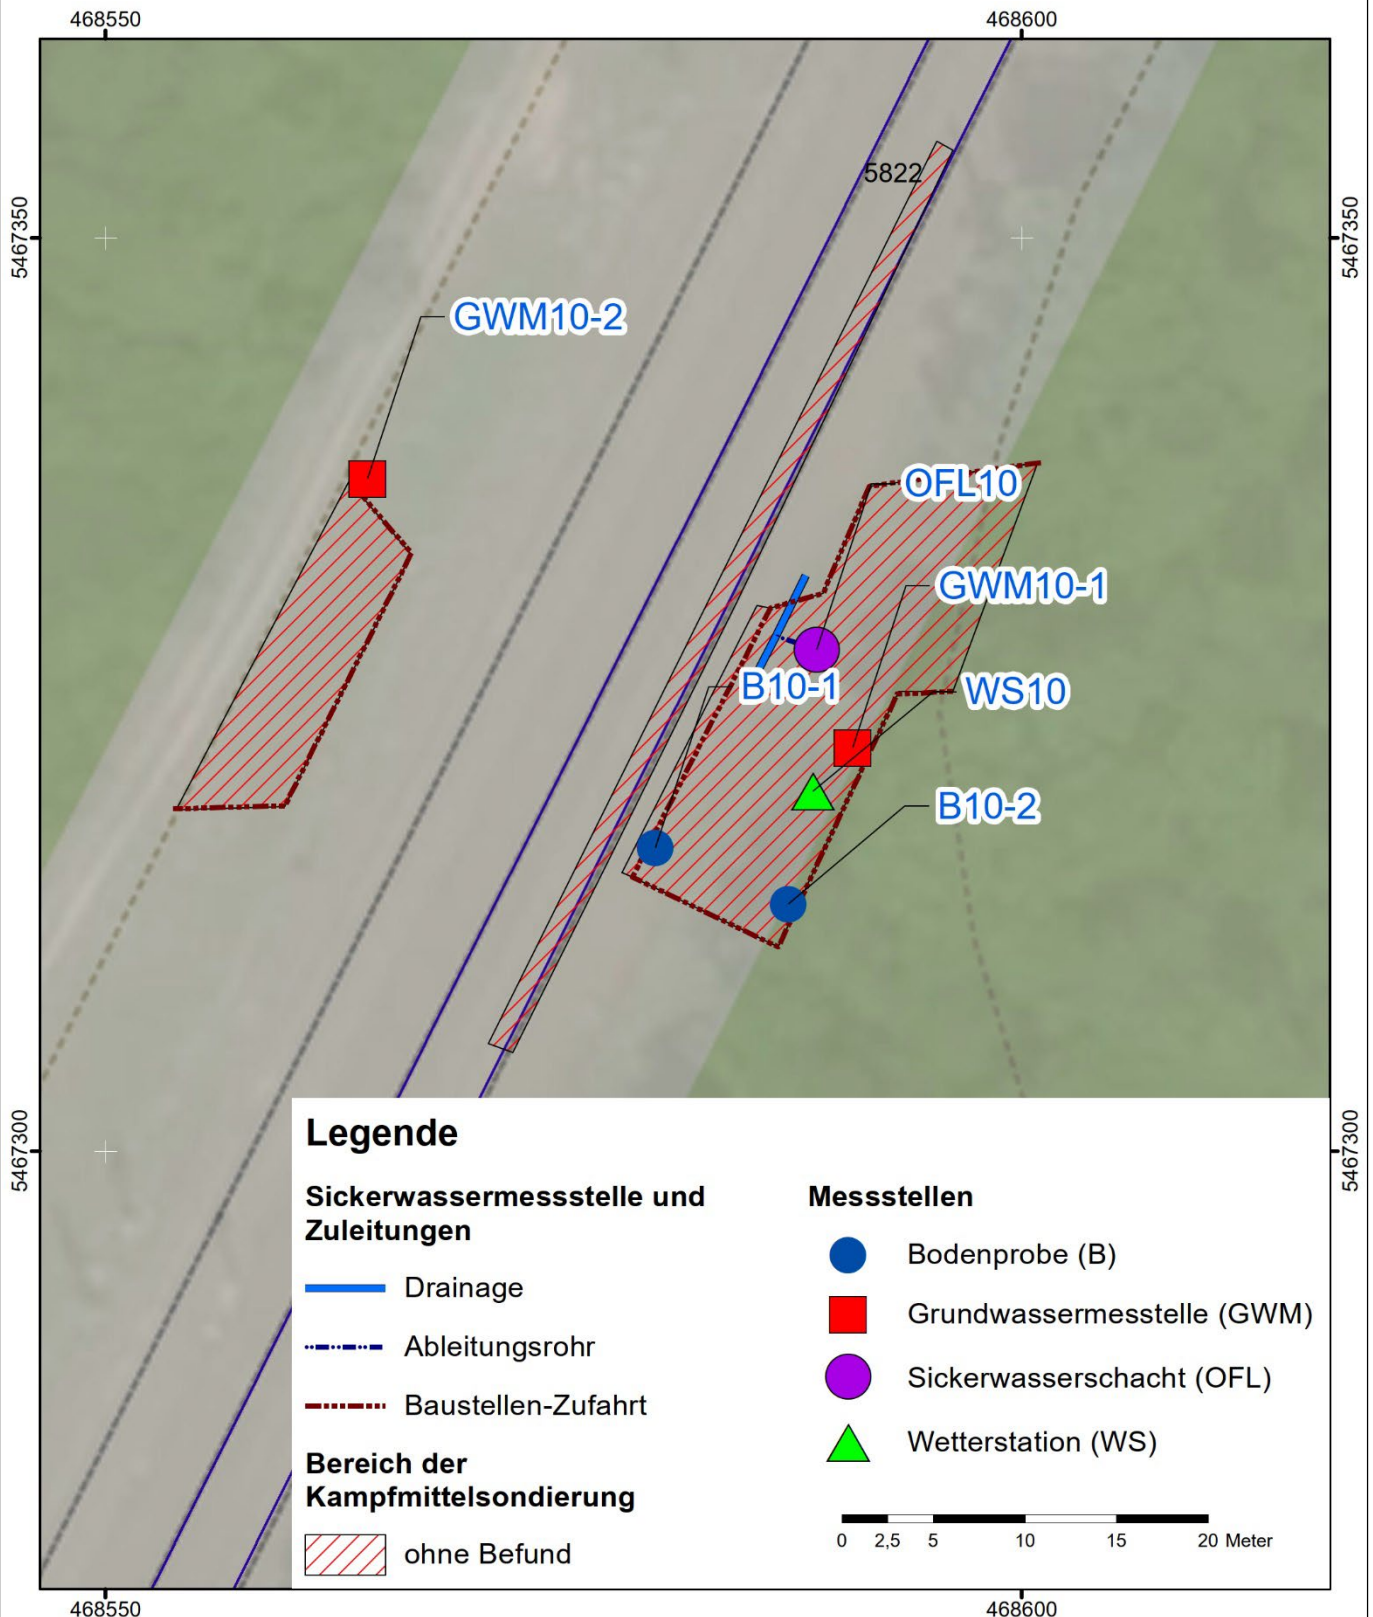 468550
468600
5467350
5467350
5822
GWM10-2
OFL10
GWM10-1
B10-1
WS10
B10-2
5467300
5467300
Legende
Sickerwassermessstelle und
Zuleitungen
Drainage
Ableitungsrohr
Baustellen-Zufahrt
Bereich der
Kampfmittelsondierung
ohne Befund
Messstellen
Bodenprobe (B)
Grundwassermesstelle (GWM)
Sickerwasserschacht (OFL)
Wetterstation (WS)
0 2,5 5 10 15 20 Meter
468550
468600